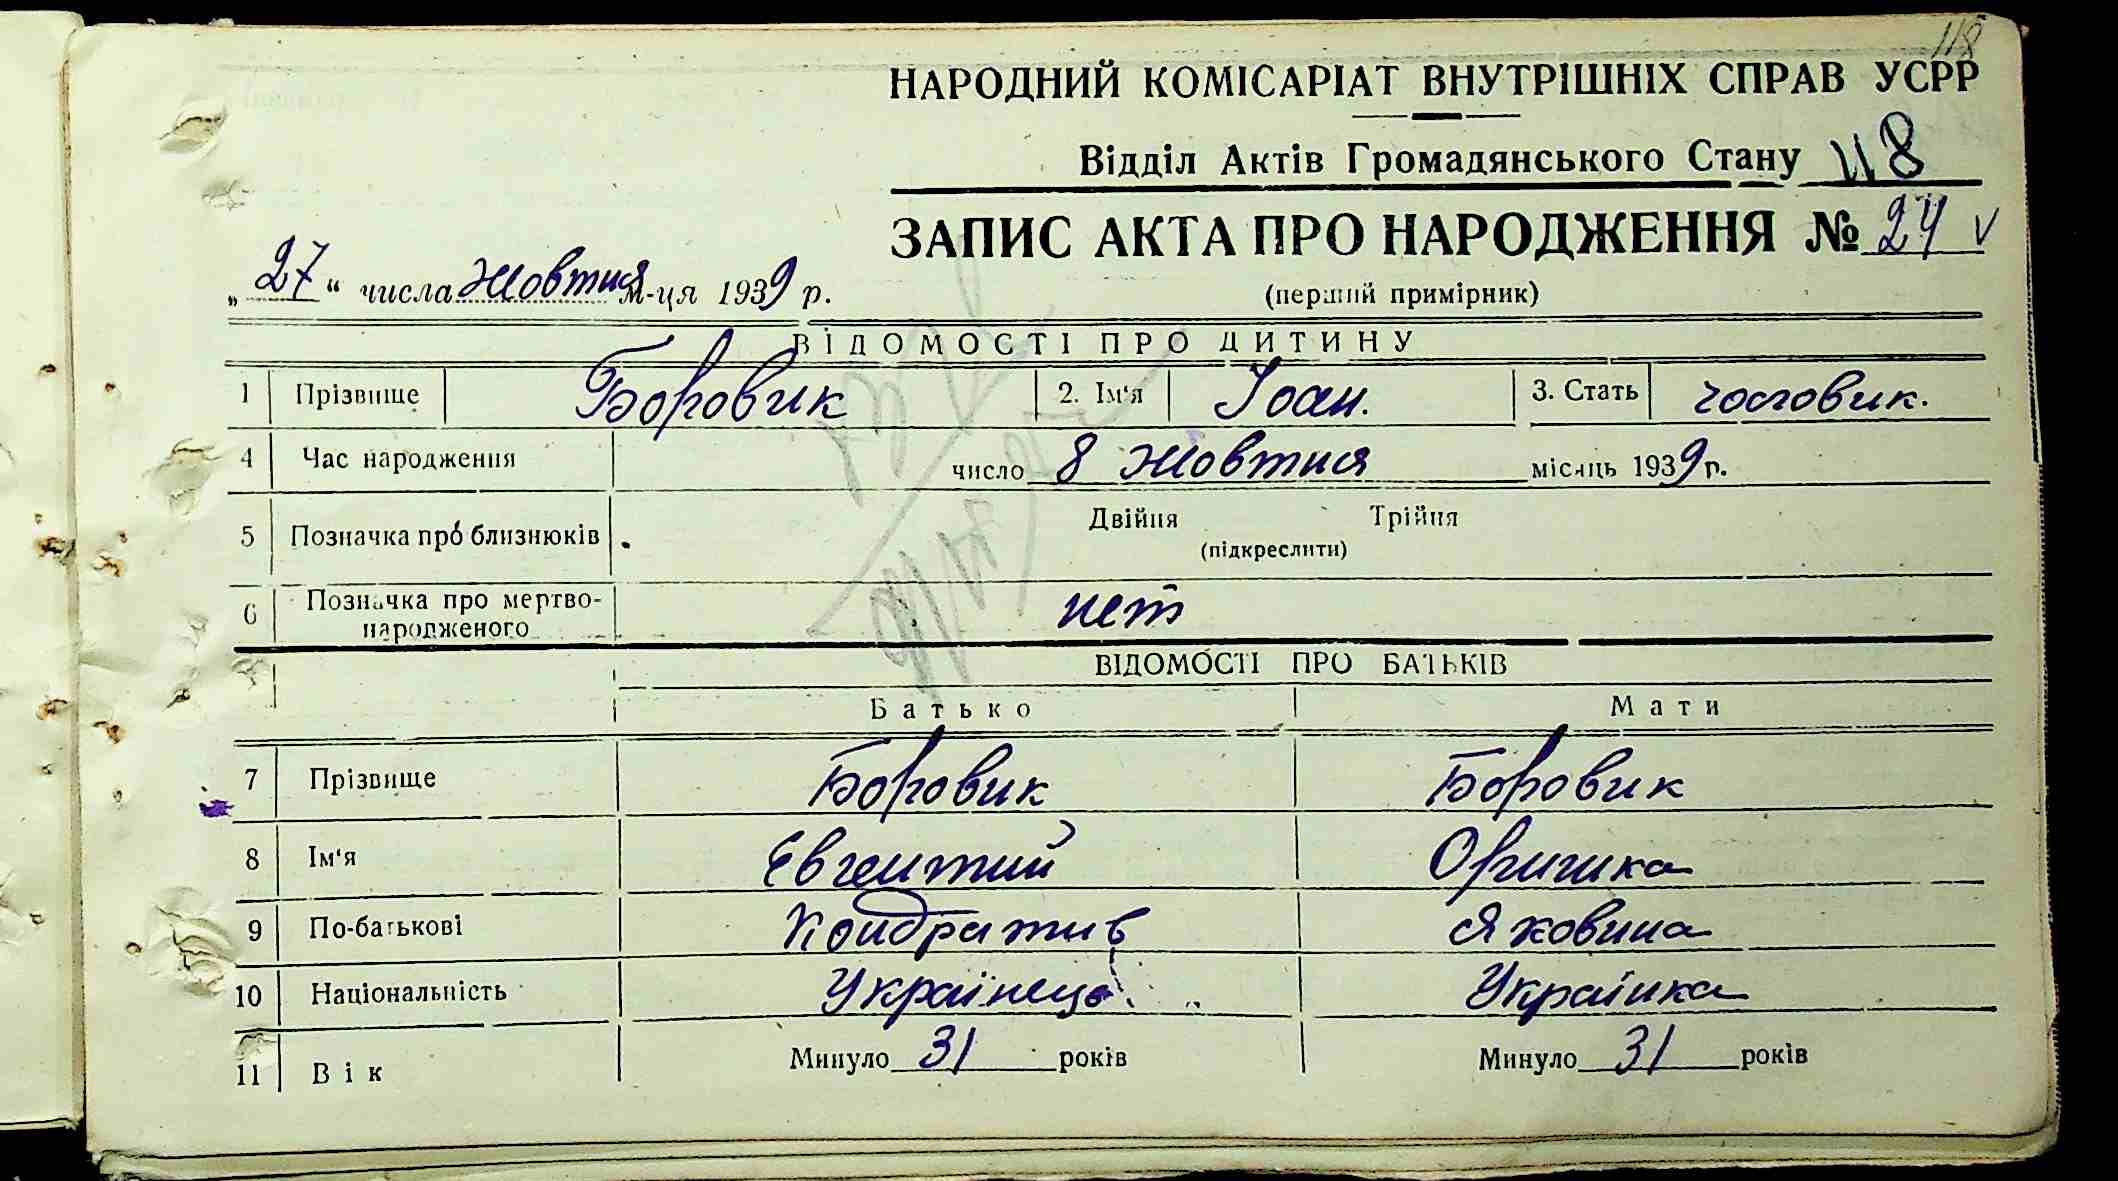 118
НАРОДНИЙ КОМІСАРІАТ ВНУТРІШНІХ СПРАВ УСРР
Відділ Актів Громадянського Стану 118
ЗАПИС АКТА ПРО НАРОДЖЕННЯ № 24 v
„27“ числа Жовтня м-ця 1939 р.
(перший примірник)
ВІДОМОСТІ ПРО ДИТИНУ
1 Прізвище Боровик 2. Ім'я Іоан. 3. Стать чоловик.
4 Час народження число 8 Жовтня місяць 1939 р.
5 Позначка про близнюків Двійня Трійня
(підкреслити)
6 Позначка про мертво-
народженого нет
ВІДОМОСТІ ПРО БАТЬКІВ
Батько Мати
7 Прізвище Боровик Боровик
8 Ім'я Евгентий Оришка
9 По-батькові Кондратив Яковина
10 Національність Українець Українка
11 Вік Минуло 31 років Минуло 31 років